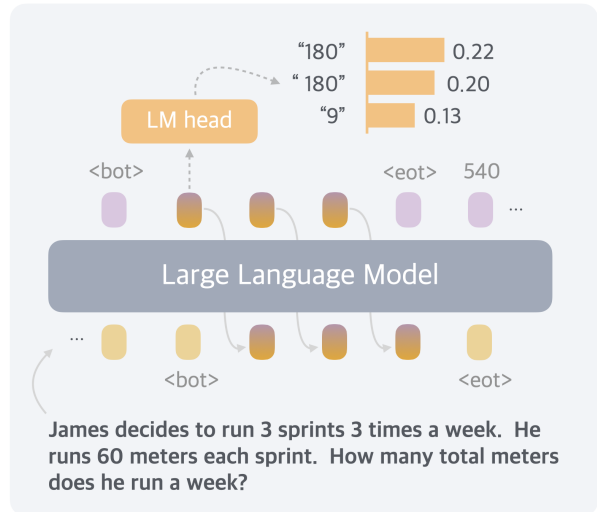 “180” 0.22
“ 180” 0.20
“9” 0.13
LM head
<bot> <eot> 540
...
Large Language Model
...
<bot> <eot>
James decides to run 3 sprints 3 times a week. He
runs 60 meters each sprint. How many total meters
does he run a week?